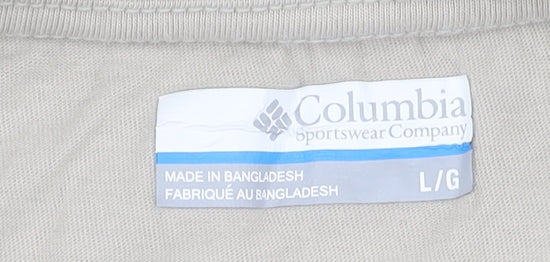 Columbia
Sportswear Company
MADE IN BANGLADESH
FABRIQUÉ AU BANGLADESH
L/G